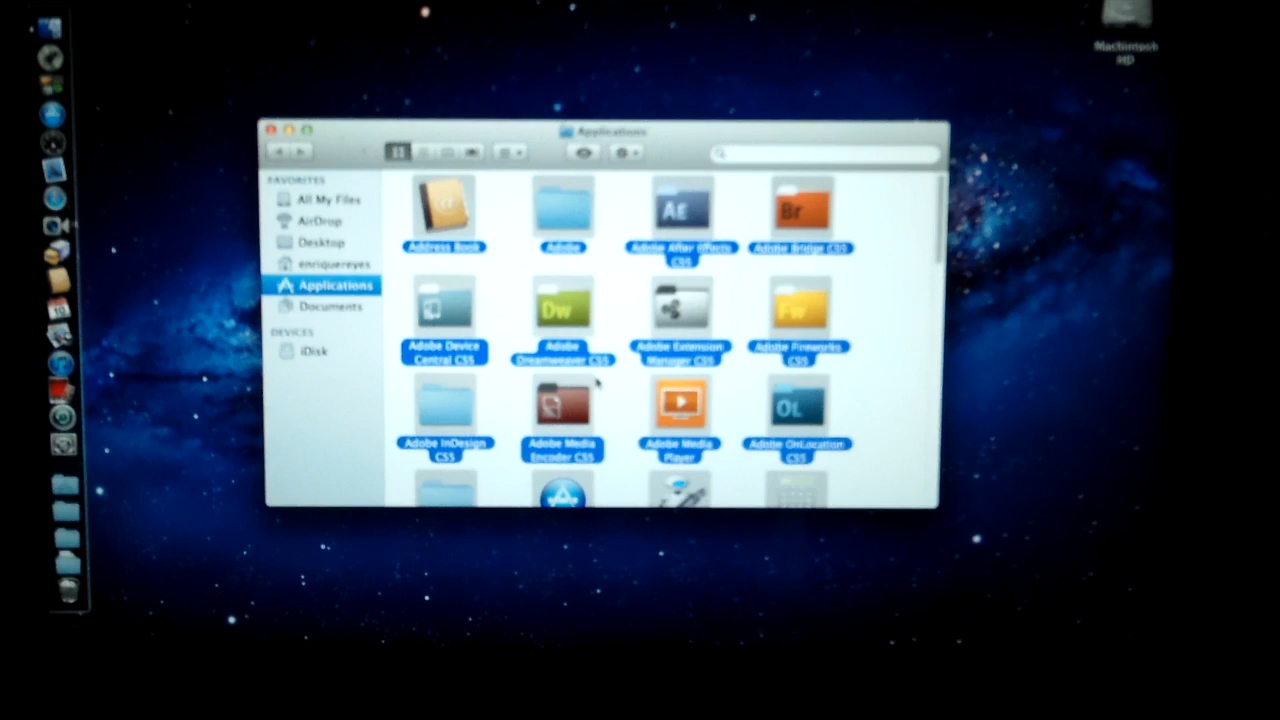 Macintosh
HD
Applications
FAVORITES
All My Files
AirDrop
Desktop
enriquereyes
Applications
Documents
DEVICES
iDisk
Address Book
Adobe
Adobe After Effects
CS5
Adobe Bridge CS5
AE
Br
Adobe Device
Central CS5
Adobe
Dreamweaver CS5
Adobe Extension
Manager CS5
Adobe Fireworks
CS5
Dw
Fw
Adobe InDesign
CS5
Adobe Media
Encoder CS5
Adobe Media
Player
Adobe OnLocation
CS5
OL